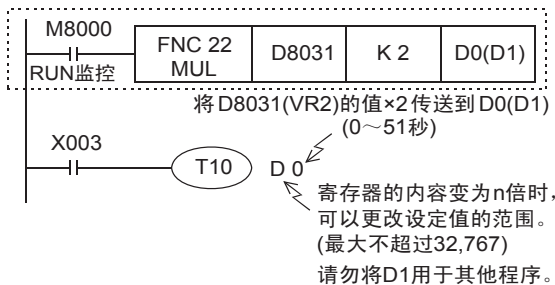 M8000
RUN监控
FNC 22
MUL
D8031
K 2
D0(D1)
将D8031(VR2)的值×2传送到D0(D1)
(0～51秒)
X003
T10
D 0
寄存器的内容变为n倍时，
可以更改设定值的范围。
(最大不超过32,767)
请勿将D1用于其他程序。